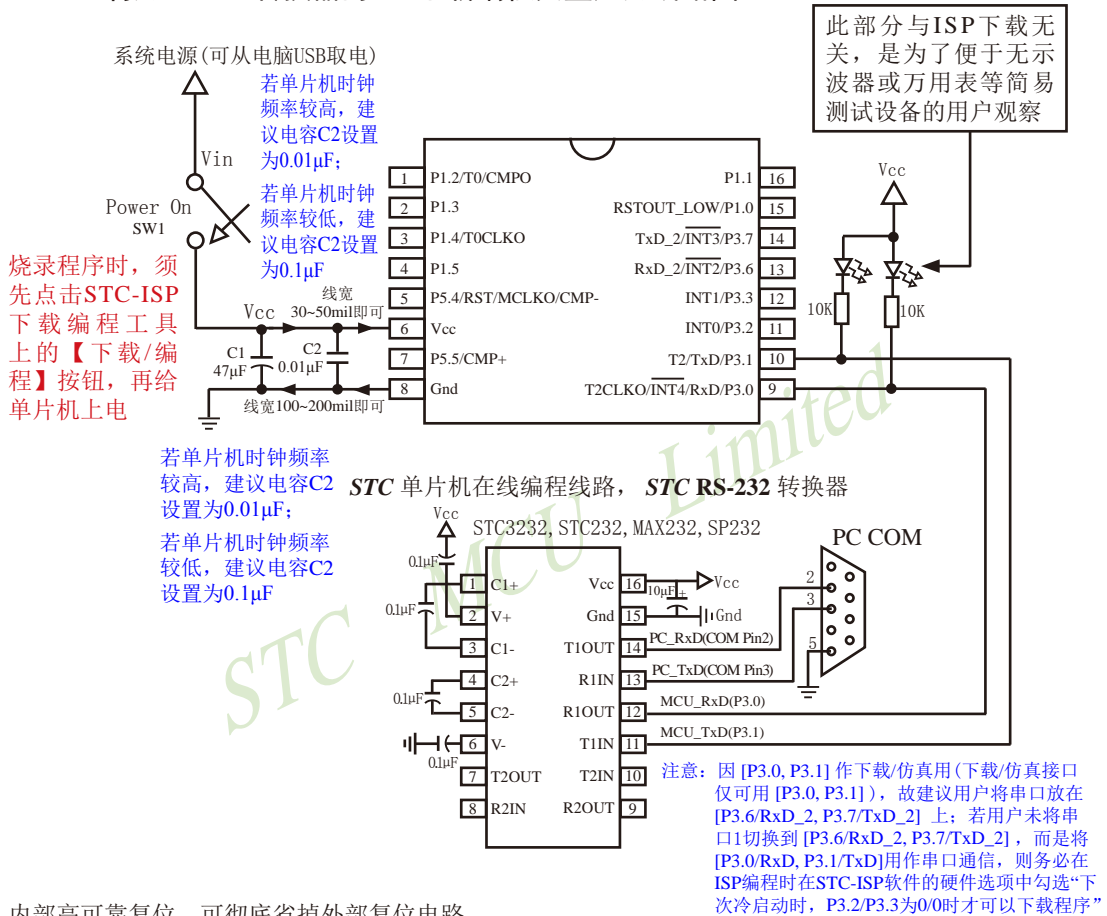 此部分与ISP下载无
关，是为了便于无示
波器或万用表等简易
测试设备的用户观察
系统电源(可从电脑USB取电)
若单片机时钟
频率较高，建
议电容C2设置
为0.01μF；
若单片机时钟
频率较低，建
议电容C2设置
为0.1μF
Vin
Power On
SW1
烧录程序时，须
先点击STC-ISP
下载编程工具
上的【下载/编
程】按钮，再给
单片机上电
Vcc
线宽
30~50mil即可
C1
47μF
C2
0.01μF
线宽100~200mil即可
1 P1.2/T0/CMPO
2 P1.3
3 P1.4/T0CLKO
4 P1.5
5 P5.4/RST/MCLKO/CMP-
6 Vcc
7 P5.5/CMP+
8 Gnd
P1.1 16
RSTOUT_LOW/P1.0 15
TxD_2/INT3/P3.7 14
RxD_2/INT2/P3.6 13
INT1/P3.3 12
INT0/P3.2 11
T2/TxD/P3.1 10
T2CLKO/INT4/RxD/P3.0 9
Vcc
10K
10K
若单片机时钟频率
较高，建议电容C2
设置为0.01μF；
若单片机时钟频率
较低，建议电容C2
设置为0.1μF
STC 单片机在线编程线路， STC RS-232 转换器
STC3232,STC232,MAX232,SP232
Vcc
0.1μF
0.1μF
0.1μF
0.1μF
1 C1+
2 V+
3 C1-
4 C2+
5 C2-
6 V-
7 T2OUT
8 R2IN
Vcc 16
Gnd 15
T1OUT 14
R1IN 13
R1OUT 12
T1IN 11
T2IN 10
R2OUT 9
10μF
+
Vcc
Gnd
PC_RxD(COM Pin2)
PC_TxD(COM Pin3)
MCU_RxD(P3.0)
MCU_TxD(P3.1)
PC COM
2
3
5
STC MCU Limited
注意：因 [P3.0, P3.1] 作下载/仿真用(下载/仿真接口
仅可用 [P3.0, P3.1] )，故建议用户将串口放在
[P3.6/RxD_2, P3.7/TxD_2] 上；若用户未将串
口1切换到 [P3.6/RxD_2, P3.7/TxD_2] ，而是将
[P3.0/RxD, P3.1/TxD]用作串口通信，则务必在
ISP编程时在STC-ISP软件的硬件选项中勾选“下
次冷启动时，P3.2/P3.3为0/0时才可以下载程序”
内部高可靠复位，可彻底省掉外部复位电路